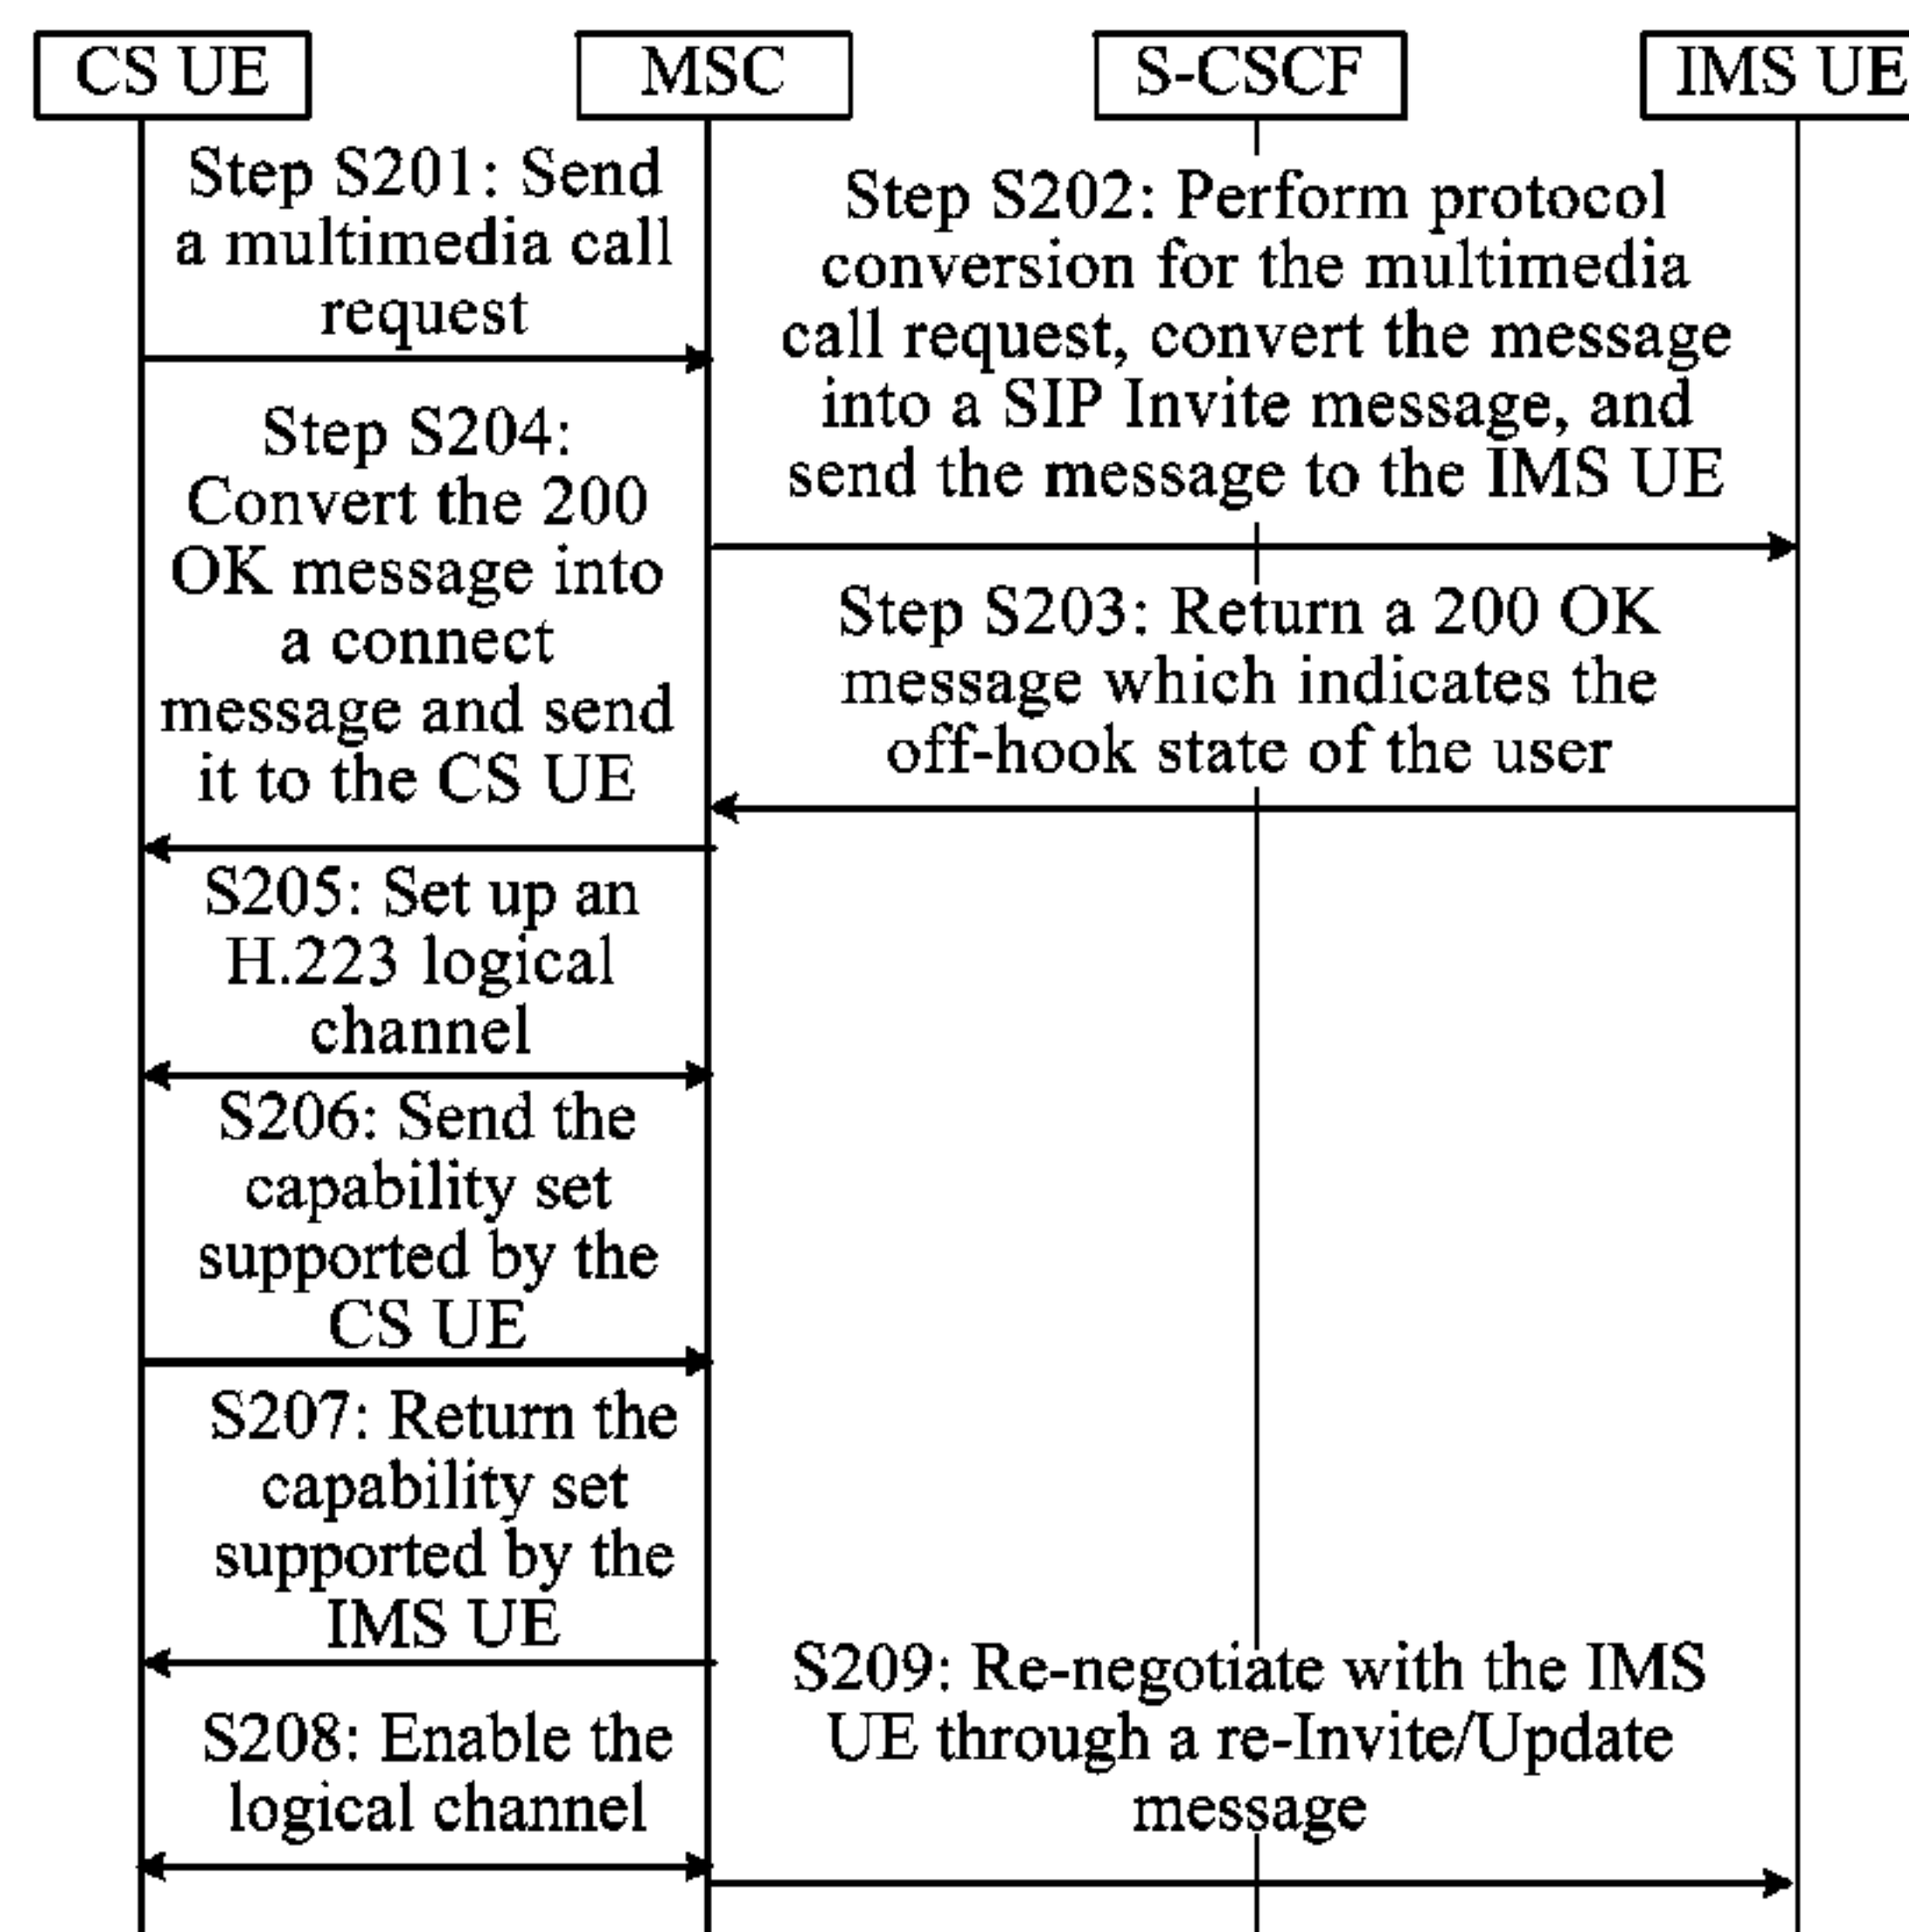 CS UE
MSC
S-CSCF
IMS UE
Step S201: Send
a multimedia call
request
Step S202: Perform protocol
conversion for the multimedia
call request, convert the message
into a SIP Invite message, and
send the message to the IMS UE
Step S203: Return a 200 OK
message which indicates the
off-hook state of the user
Step S204:
Convert the 200
OK message into
a connect
message and send
it to the CS UE
S205: Set up an
H.223 logical
channel
S206: Send the
capability set
supported by the
CS UE
S207: Return the
capability set
supported by the
IMS UE
S208: Enable the
logical channel
S209: Re-negotiate with the IMS
UE through a re-Invite/Update
message